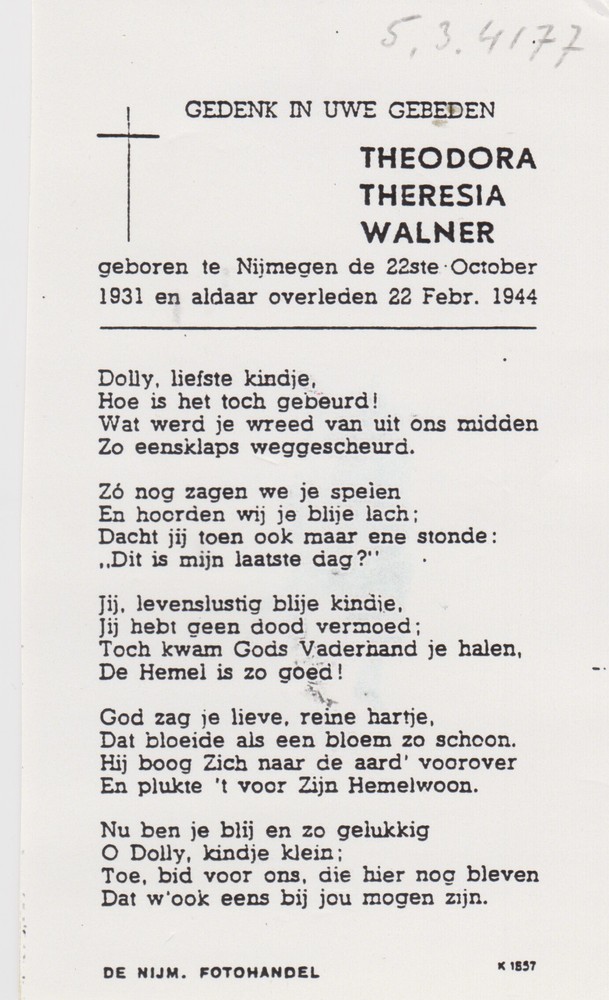 5.3.4177
GEDENK IN UWE GEBEDEN
THEODORA
THERESIA
WALNER
geboren te Nijmegen de 22ste October
1931 en aldaar overleden 22 Febr. 1944
Dolly, liefste kindje,
Hoe is het toch gebeurd!
Wat werd je wreed van uit ons midden
Zo eensklaps weggescheurd.
Zó nog zagen we je speien
En hoorden wij je blije lach;
Dacht jij toen ook maar ene stonde:
„Dit is mijn laatste dag?"
Jij, levenslustig blije kindje,
Jij hebt geen dood vermoed;
Toch kwam Gods Vaderhand je halen,
De Hemel is zo goed!
God zag je lieve, reine hartje,
Dat bloeide als een bloem zo schoon.
Hij boog Zich naar de aard' voorover
En plukte 't voor Zijn Hemelwoon.
Nu ben je blij en zo gelukkig
O Dolly, kindje klein;
Toe, bid voor ons, die hier nog bleven
Dat w'ook eens bij jou mogen zijn.
DE NIJM. FOTOHANDEL
K 1557